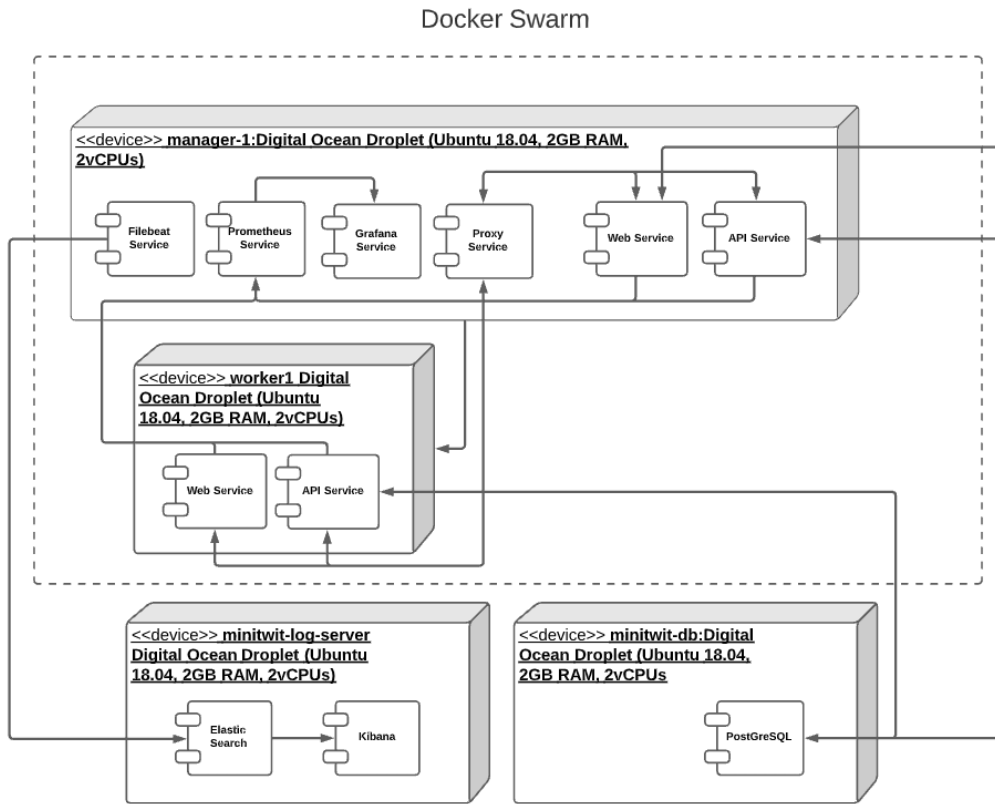 Docker Swarm
<<device>> manager-1:Digital Ocean Droplet (Ubuntu 18.04, 2GB RAM,
2vCPUs)
Filebeat
Service
Prometheus
Service
Grafana
Service
Proxy
Service
Web Service
API Service
<<device>> worker1 Digital
Ocean Droplet (Ubuntu
18.04, 2GB RAM, 2vCPUs)
Web Service
API Service
<<device>> minitwit-log-server
Digital Ocean Droplet (Ubuntu
18.04, 2GB RAM, 2vCPUs)
Elastic
Search
Kibana
<<device>> minitwit-db:Digital
Ocean Droplet (Ubuntu 18.04,
2GB RAM, 2vCPUs
PostGreSQL